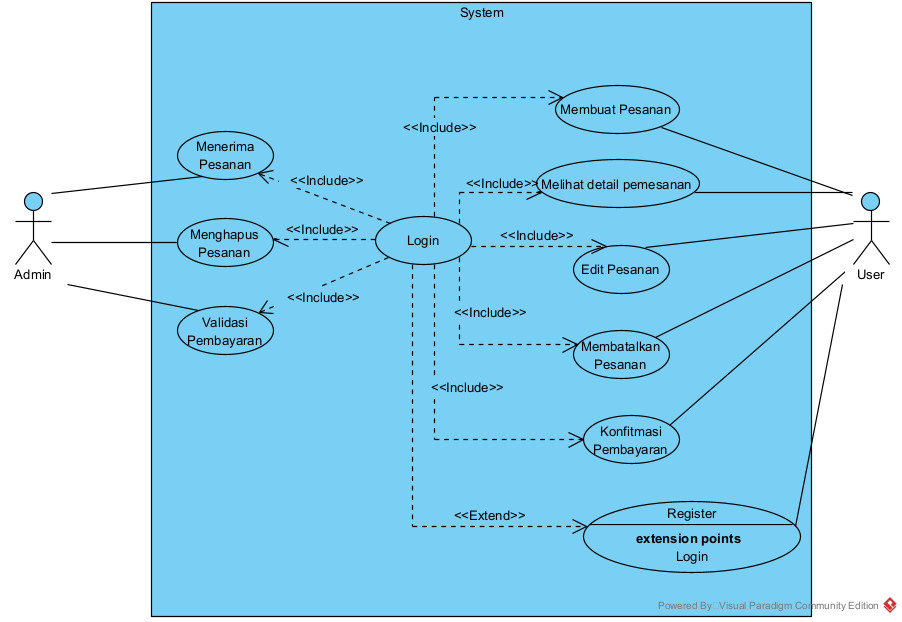 System
Membuat Pesanan
<<Include>>
Menerima
Pesanan
<<Include>>
<<Include>>
Melihat detail pemesanan
Menghapus
Pesanan
<<Include>>
Login
<<Include>>
Edit Pesanan
Admin
User
<<Include>>
<<Include>>
Validasi
Pembayaran
Membatalkan
Pesanan
<<Include>>
Konfitmasi
Pembayaran
<<Extend>>
Register
extension points
Login
Powered By Visual Paradigm Community Edition